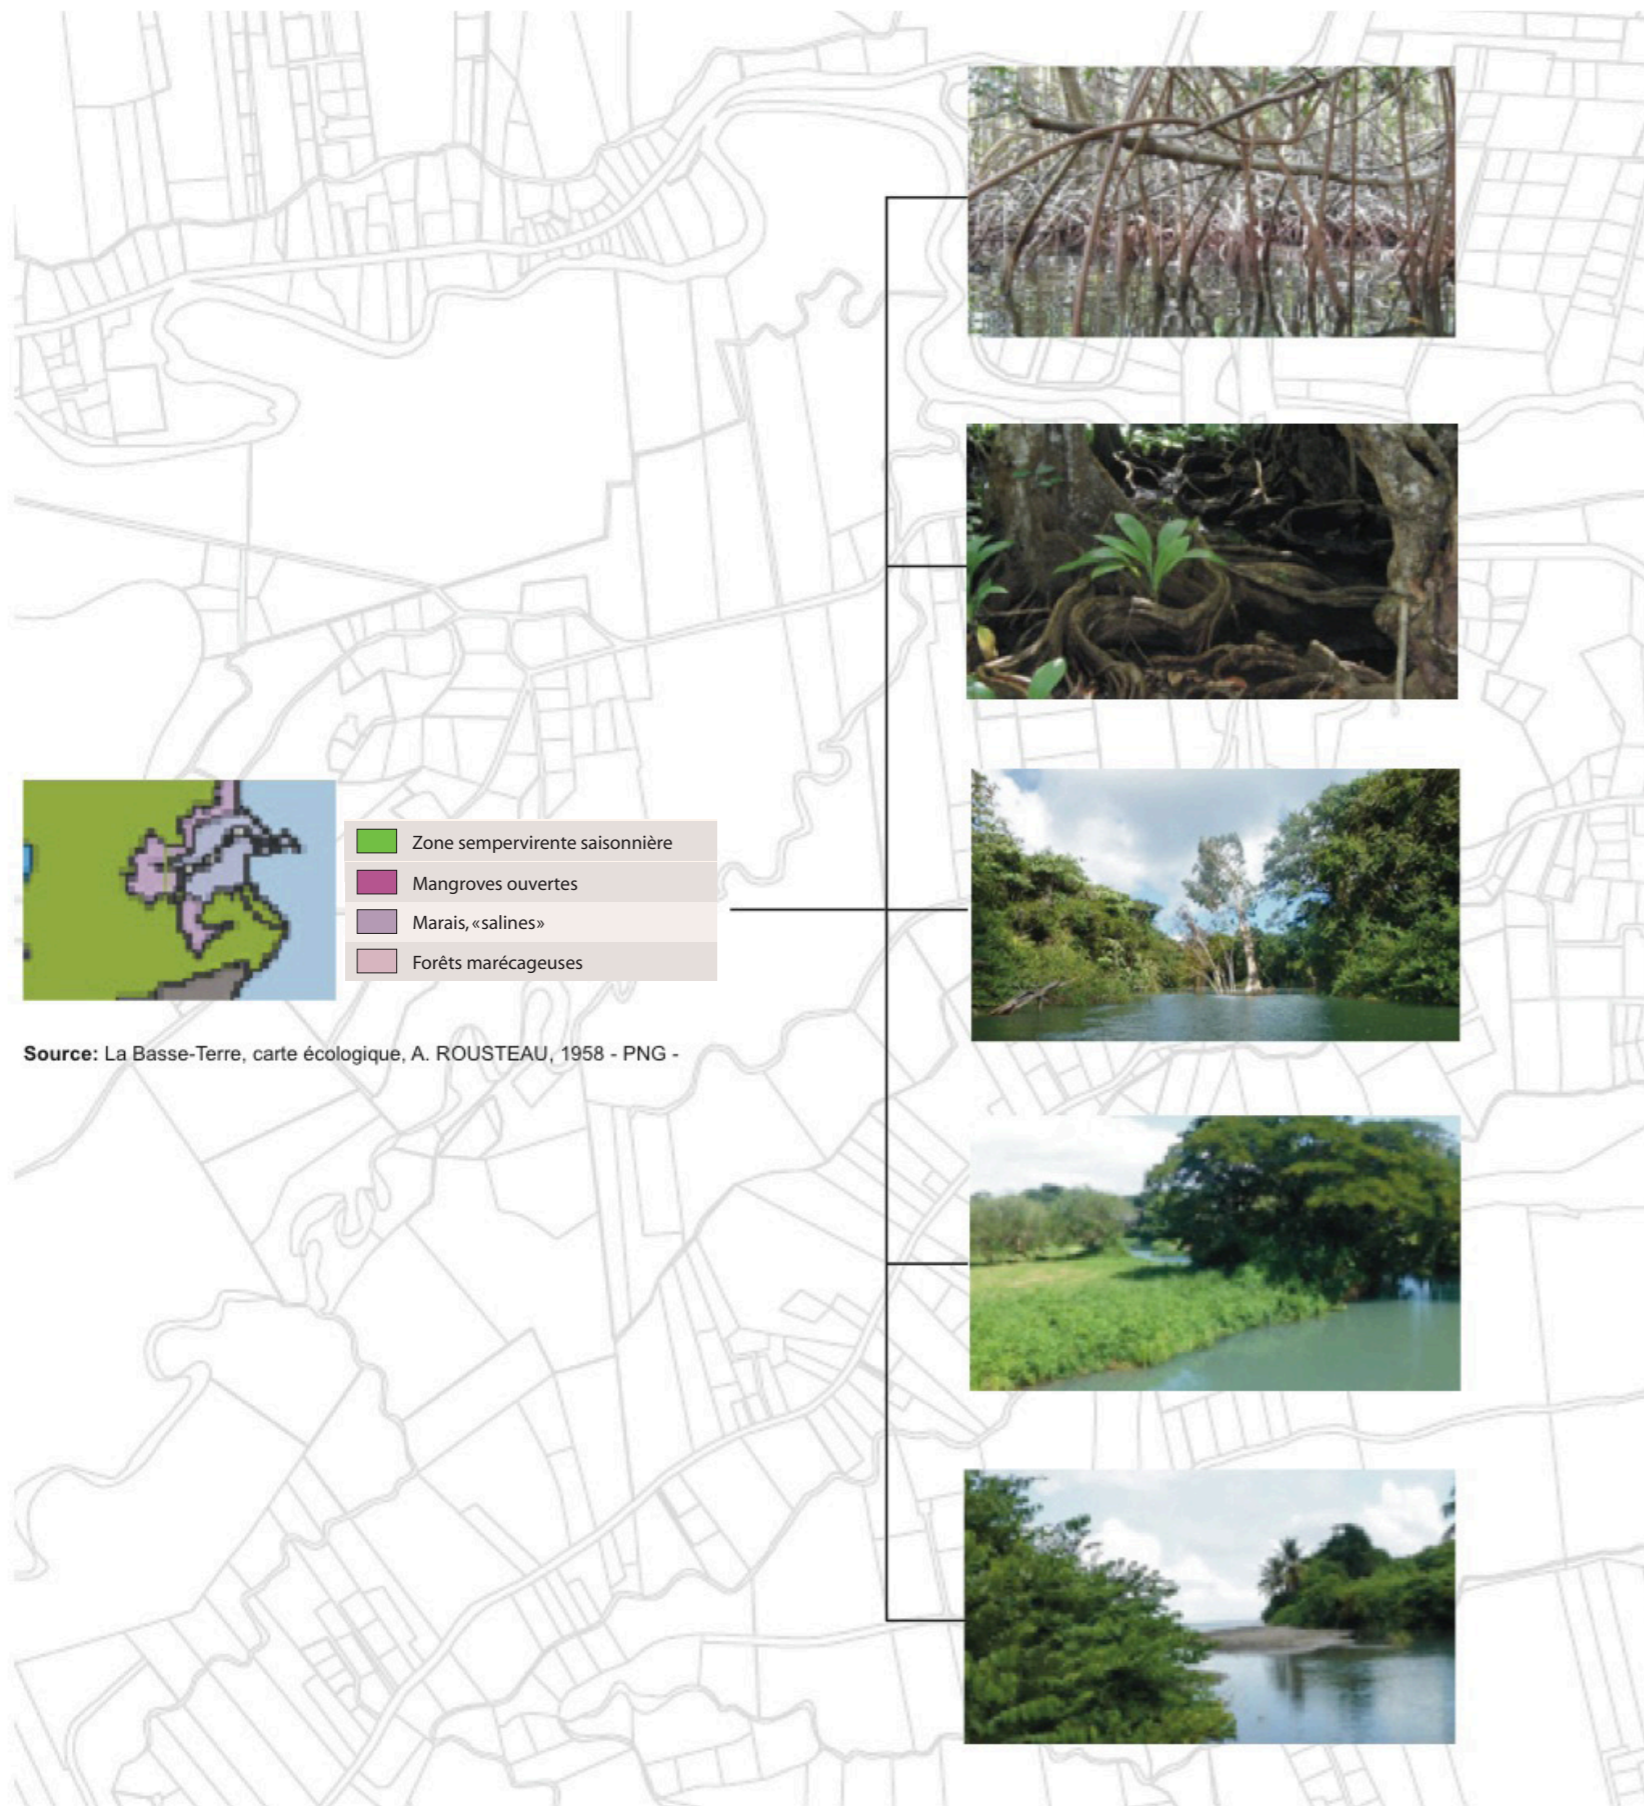 Zone sempervirente saisonnière
Mangroves ouvertes
Marais, «salines»
Forêts marécageuses
Source: La Basse-Terre, carte écologique, A. ROUSTEAU, 1958 - PNG -